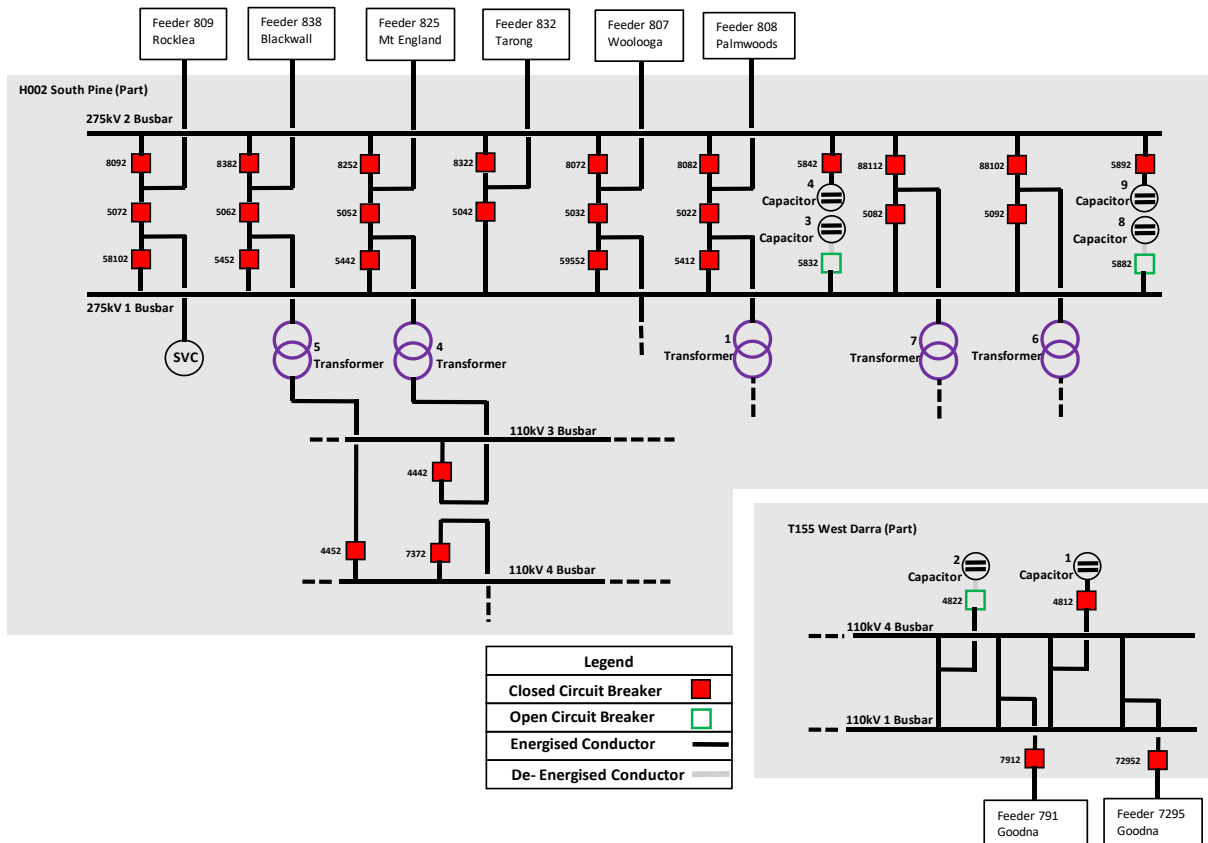 Feeder 809
Rocklea
Feeder 838
Blackwall
Feeder 825
Mt England
Feeder 832
Tarong
Feeder 807
Woolooga
Feeder 808
Palmwoods
H002 South Pine (Part)
275kV 2 Busbar
8092
8382
8252
8322
8072
8082
5842
88112
88102
5892
4
Capacitor
9
Capacitor
5072
5062
5052
5042
5032
5022
5082
5092
3
Capacitor
8
Capacitor
58102
5452
5442
59552
5412
5832
5882
275kV 1 Busbar
SVC
5
Transformer
4
Transformer
1
Transformer
7
Transformer
6
Transformer
110kV 3 Busbar
4442
4452
7372
110kV 4 Busbar
T155 West Darra (Part)
2
Capacitor
1
Capacitor
4822
4812
110kV 4 Busbar
110kV 1 Busbar
7912
72952
Feeder 791
Goodna
Feeder 7295
Goodna
Legend
Closed Circuit Breaker
Open Circuit Breaker
Energised Conductor
De- Energised Conductor